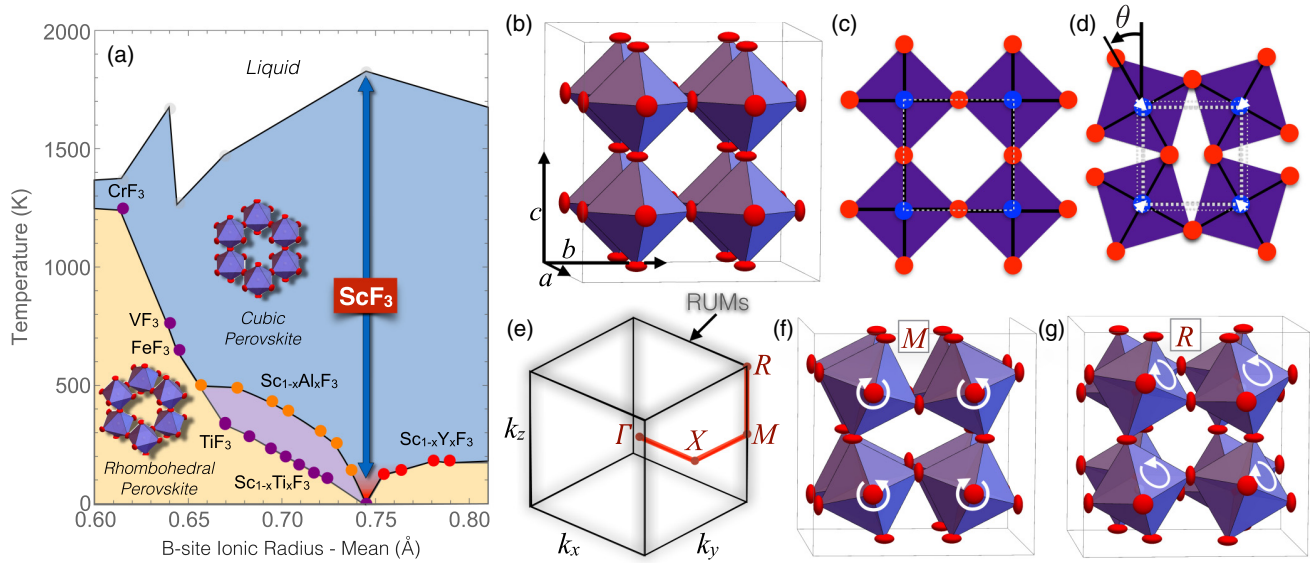 (a)
2000
1500
1000
500
0
Temperature (K)
0.60
0.65
0.70
0.75
0.80
B-site Ionic Radius - Mean (Å)
Liquid
CrF3
VF3
FeF3
Cubic
Perovskite
ScF3
Sc1-xAlxF3
TiF3
Sc1-xTixF3
Sc1-xYxF3
Rhombohedral
Perovskite
(b)
c
b
a
(c)
(d)
θ
(e)
RUMs
R
Γ
X
M
kz
kx
ky
(f)
M
(g)
R